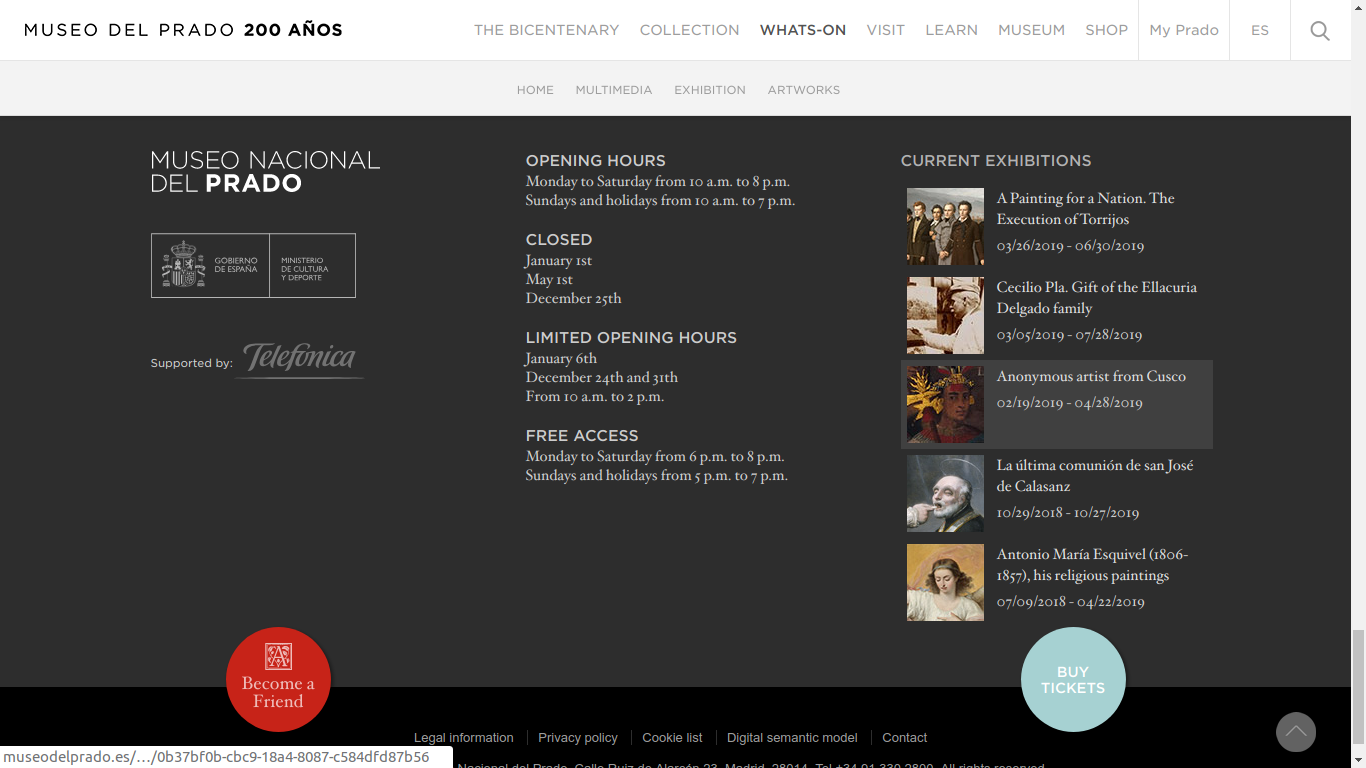 MUSEO DEL PRADO 200 AÑOS
THE BICENTENARY
COLLECTION
WHATS-ON
VISIT
LEARN
MUSEUM
SHOP
My Prado
ES
HOME
MULTIMEDIA
EXHIBITION
ARTWORKS
MUSEO NACIONAL
DEL PRADO
GOBIERNO
DE ESPAÑA
MINISTERIO
DE CULTURA
Y DEPORTE
Supported by: Telefónica
OPENING HOURS
Monday to Saturday from 10 a.m. to 8 p.m.
Sundays and holidays from 10 a.m. to 7 p.m.
CLOSED
January 1st
May 1st
December 25th
LIMITED OPENING HOURS
January 6th
December 24th and 31th
From 10 a.m. to 2 p.m.
FREE ACCESS
Monday to Saturday from 6 p.m. to 8 p.m.
Sundays and holidays from 5 p.m. to 7 p.m.
CURRENT EXHIBITIONS
A Painting for a Nation. The
Execution of Torrijos
03/26/2019 - 06/30/2019
Cecilio Pla. Gift of the Ellacuria
Delgado family
03/05/2019 - 07/28/2019
Anonymous artist from Cusco
02/19/2019 - 04/28/2019
La última comunión de san José
de Calasanz
10/29/2018 - 10/27/2019
Antonio María Esquivel (1806-
1857), his religious paintings
07/09/2018 - 04/22/2019
A
Become a
Friend
BUY
TICKETS
Legal information
Privacy policy
Cookie list
Digital semantic model
Contact
museodelprado.es/…/0b37bf0b-cbc9-18a4-8087-c584dfd87b56
Nacional del Prado. Calle Ruiz de Alarcón 23. Madrid. 28014. Tel +34 91 330 2800. All rights reserved